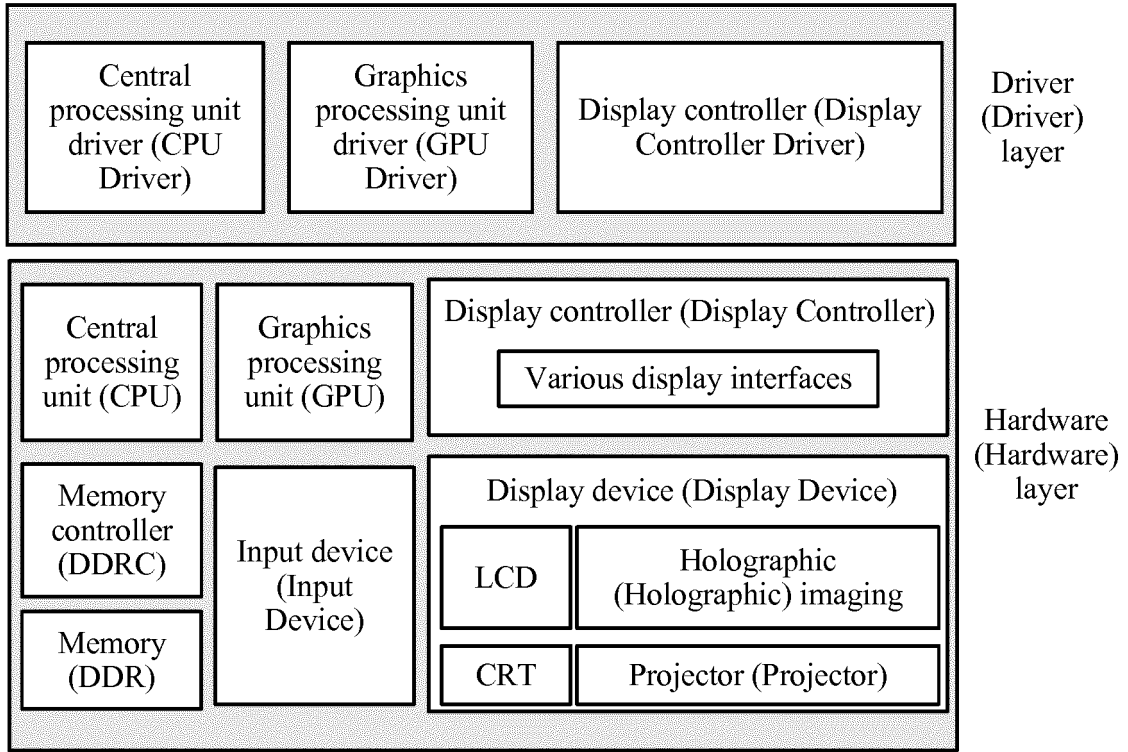 Central
processing unit
driver (CPU
Driver)
Graphics
processing unit
driver (GPU
Driver)
Display controller (Display
Controller Driver)
Driver
(Driver)
layer
Central
processing
unit (CPU)
Graphics
processing
unit (GPU)
Display controller (Display Controller)
Various display interfaces
Hardware
(Hardware)
layer
Memory
controller
(DDRC)
Memory
(DDR)
Input device
(Input
Device)
Display device (Display Device)
LCD
Holographic
(Holographic) imaging
CRT
Projector (Projector)